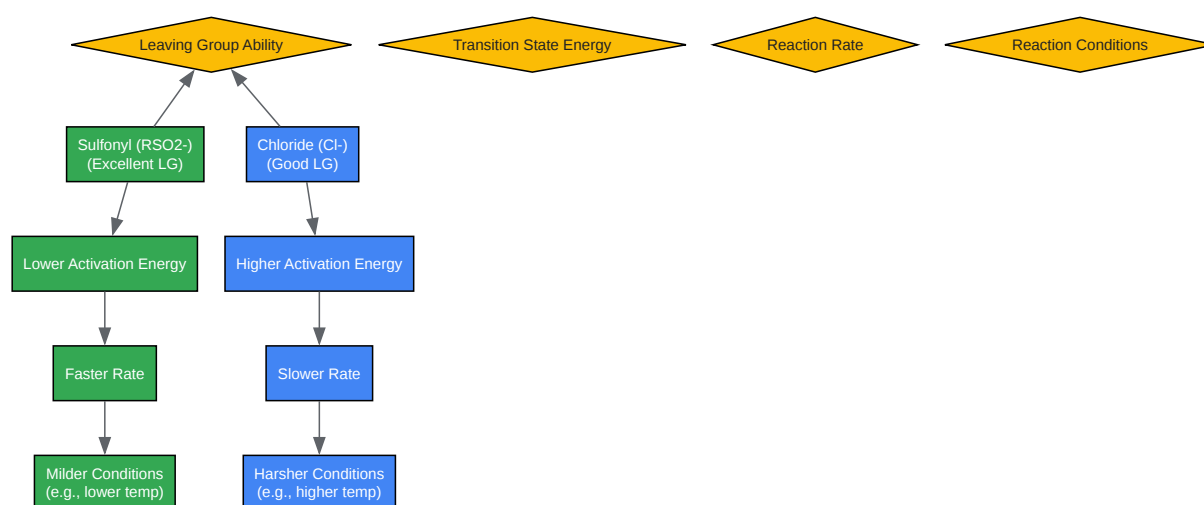 Leaving Group Ability
Transition State Energy
Reaction Rate
Reaction Conditions
Sulfonyl (RSO2-)
(Excellent LG)
Chloride (Cl-)
(Good LG)
Lower Activation Energy
Higher Activation Energy
Faster Rate
Slower Rate
Milder Conditions
(e.g., lower temp)
Harsher Conditions
(e.g., higher temp)